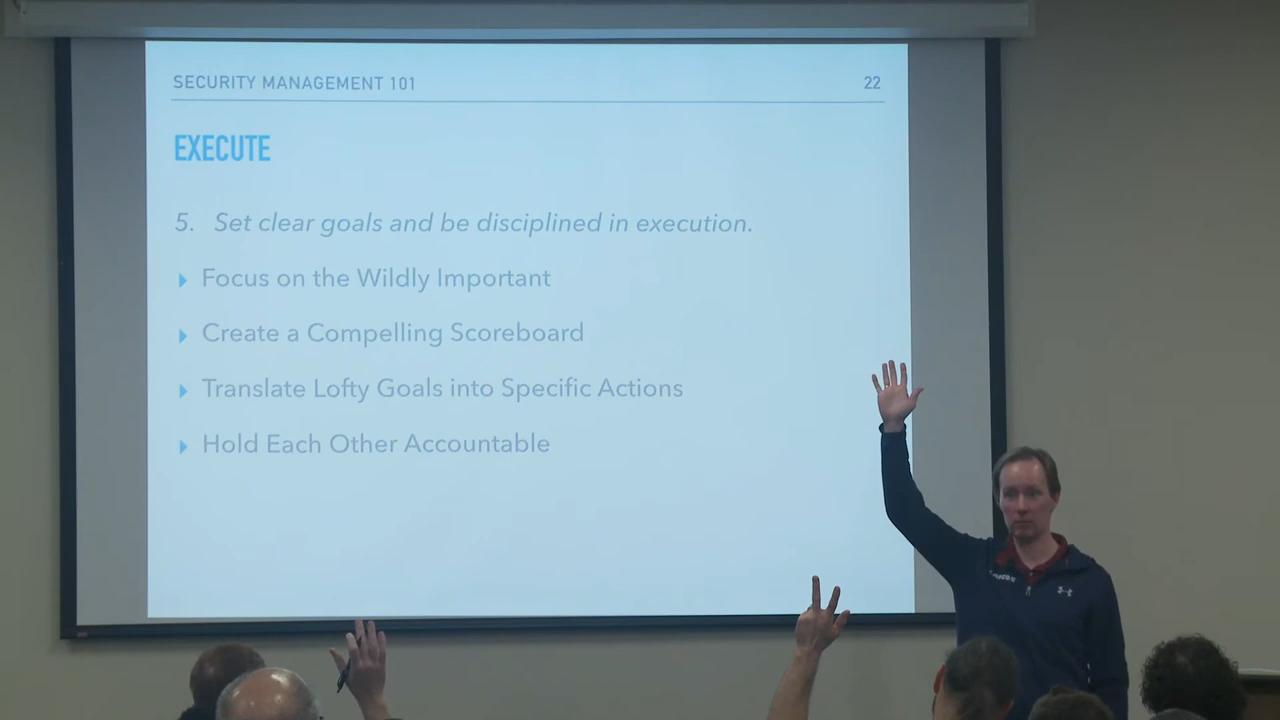 SECURITY MANAGEMENT 101
22
EXECUTE
5. Set clear goals and be disciplined in execution.
Focus on the Wildly Important
Create a Compelling Scoreboard
Translate Lofty Goals into Specific Actions
Hold Each Other Accountable